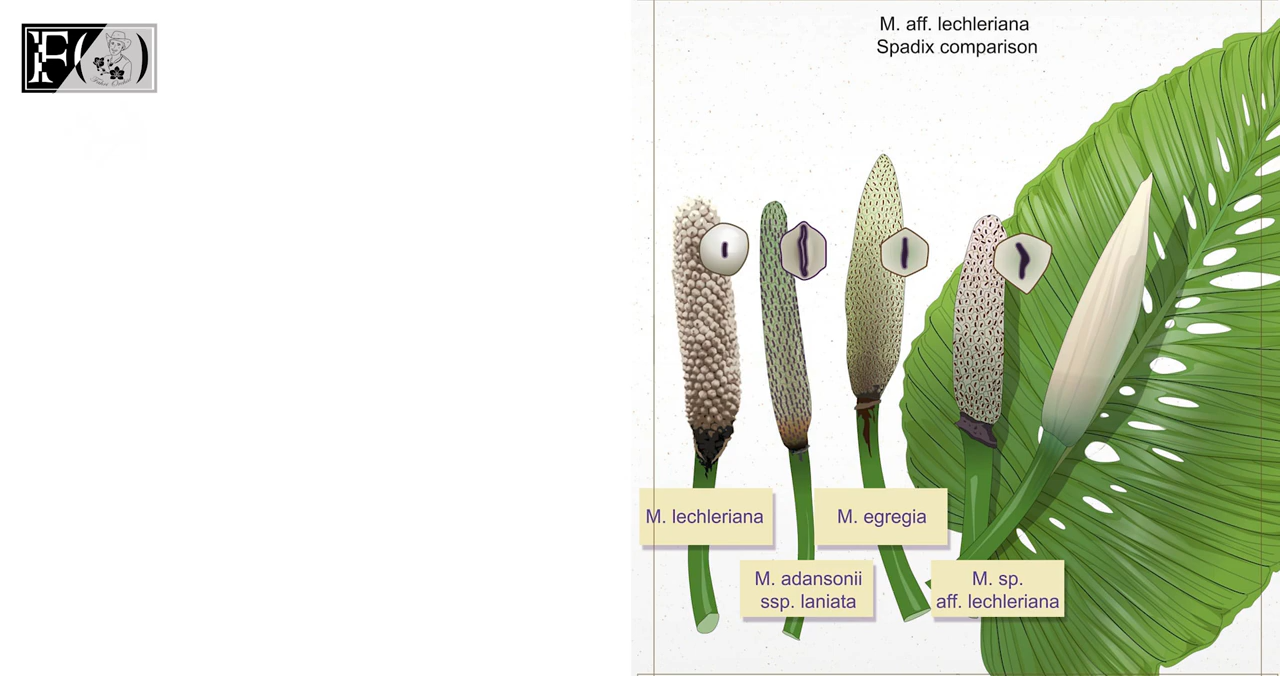 M. aff. lechleriana
Spadix comparison
M. lechleriana
M. egregia
M. adansonii
ssp. laniata
M. sp.
aff. lechleriana